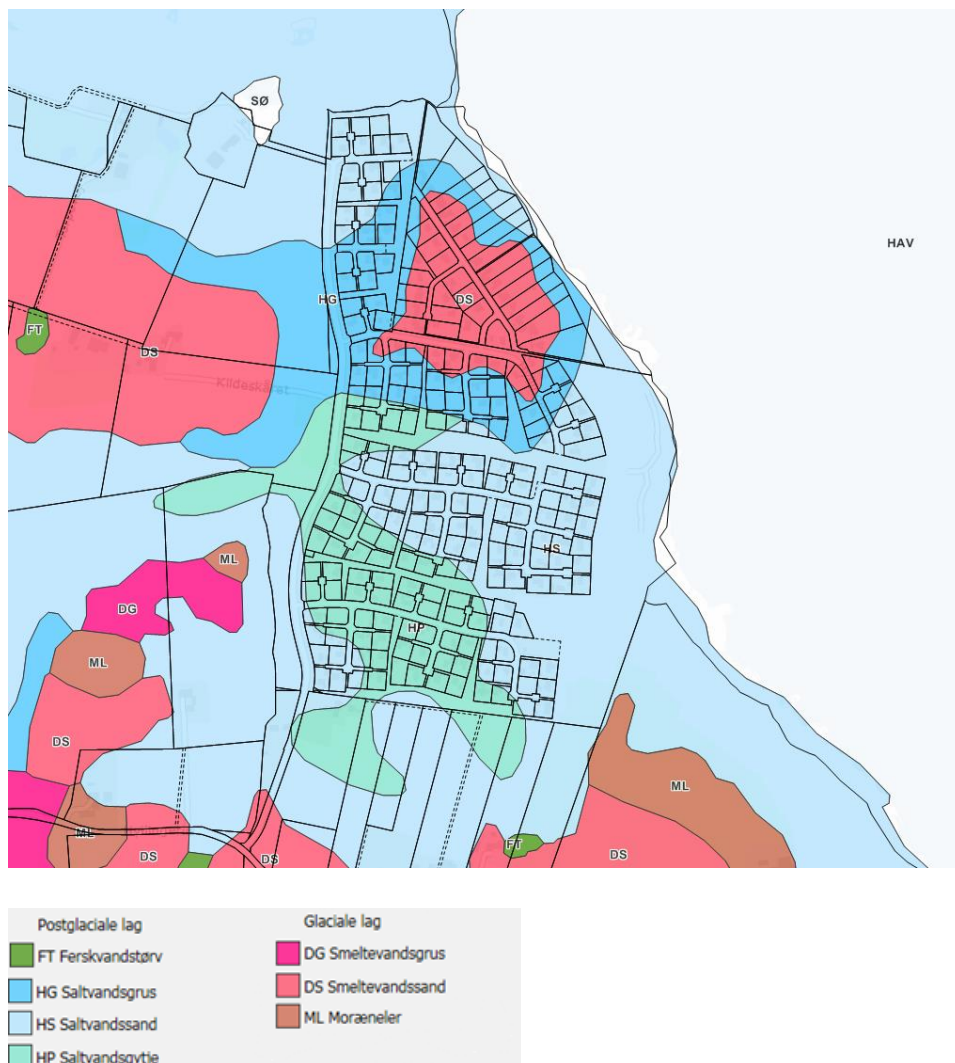 SØ
HAV
HG
DS
FT
DS
Kildeskåret
ML
HS
DG
HP
ML
DS
ML
ML
FT
DS
DS
DS
Postglaciale lag
Glaciale lag
FT Ferskvandstørv
DG Smeltevandsgrus
HG Saltvandsgrus
DS Smeltevandssand
HS Saltvandssand
ML Moræneler
HP Saltvandsgytje